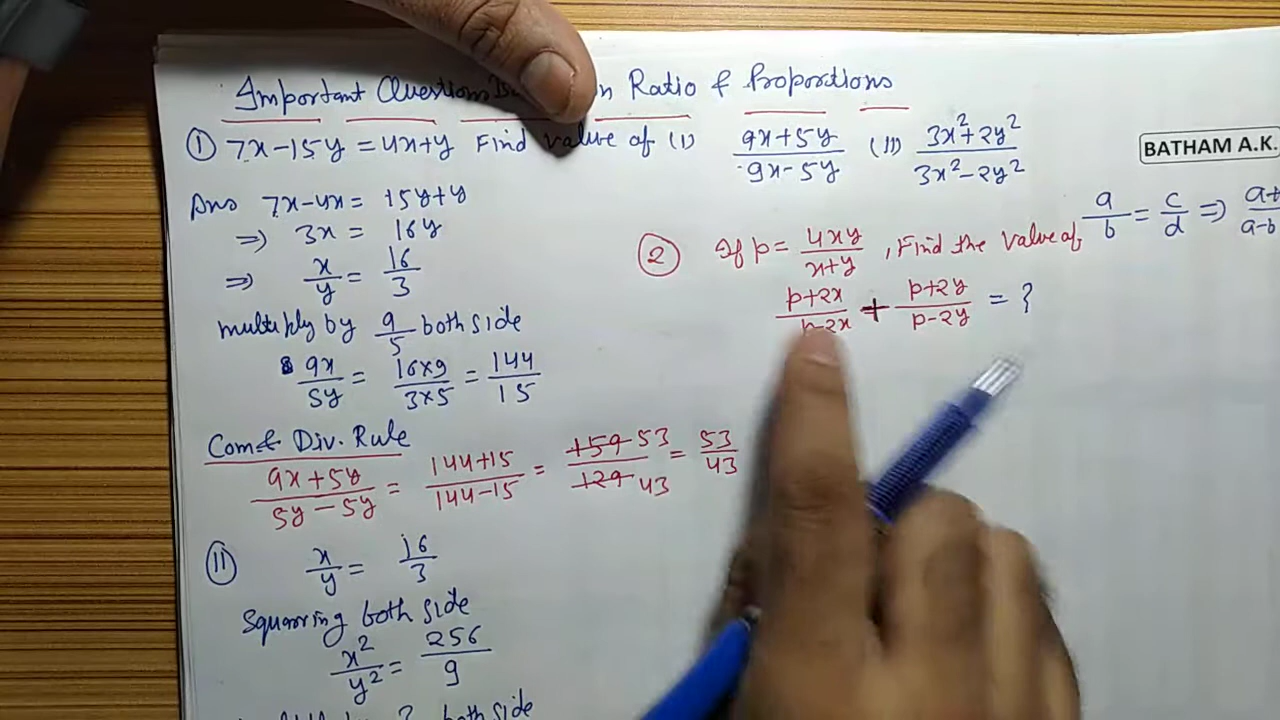 Important Question n Ratio & Proportions
① 7x-15y=4x+y Find value of (I) 9x+5y/9x-5y (II) 3x²+2y²/3x²-2y²
BATHAM A.K.
Ans 7x-4x= 15y+y
⇒ 3x= 16y
⇒ x/y= 16/3
multiply by 9/5 both side
9x/5y= 16×9/3×5=144/15
Com & Div. Rule
9x+5y/5y-5y= 144+15/144-15= 159 53/129 43= 53/43
II x/y= 16/3
Squaring both side
x²/y²= 256/9
both side
a/b=c/d⇒ a+/a-b
② If p= 4xy/x+y, Find the value of
p+2x/p-2x + p+2y/p-2y = ?